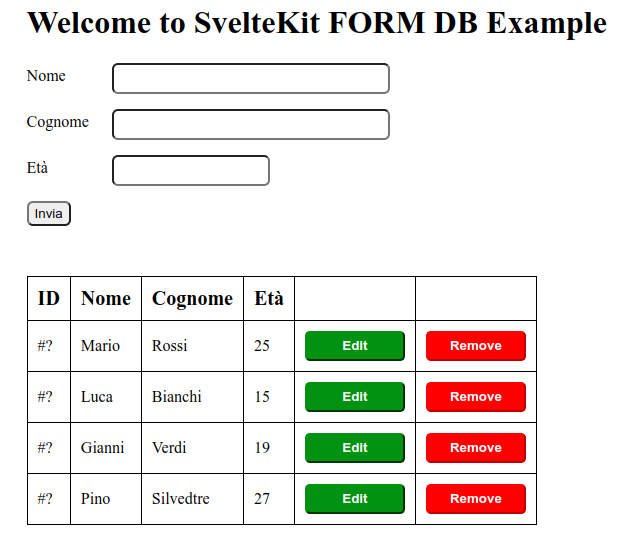 Welcome to SvelteKit FORM DB Example
Nome
Cognome
Età
Invia
ID Nome Cognome Età
#? Mario Rossi 25 Edit Remove
#? Luca Bianchi 15 Edit Remove
#? Gianni Verdi 19 Edit Remove
#? Pino Silvedtre 27 Edit Remove